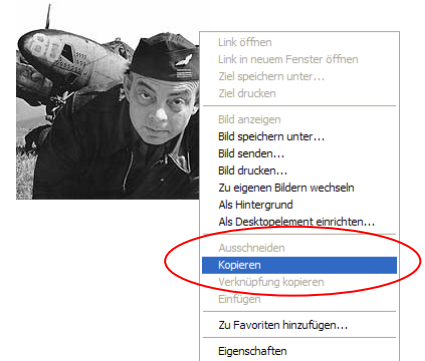 Link öffnen
Link in neuem Fenster öffnen
Ziel speichern unter...
Ziel drucken
Bild anzeigen
Bild speichern unter...
Bild senden...
Bild drucken...
Zu eigenen Bildern wechseln
Als Hintergrund
Als Desktopelement einrichten...
Ausschneiden
Kopieren
Verknüpfung kopieren
Einfügen
Zu Favoriten hinzufügen...
Eigenschaften